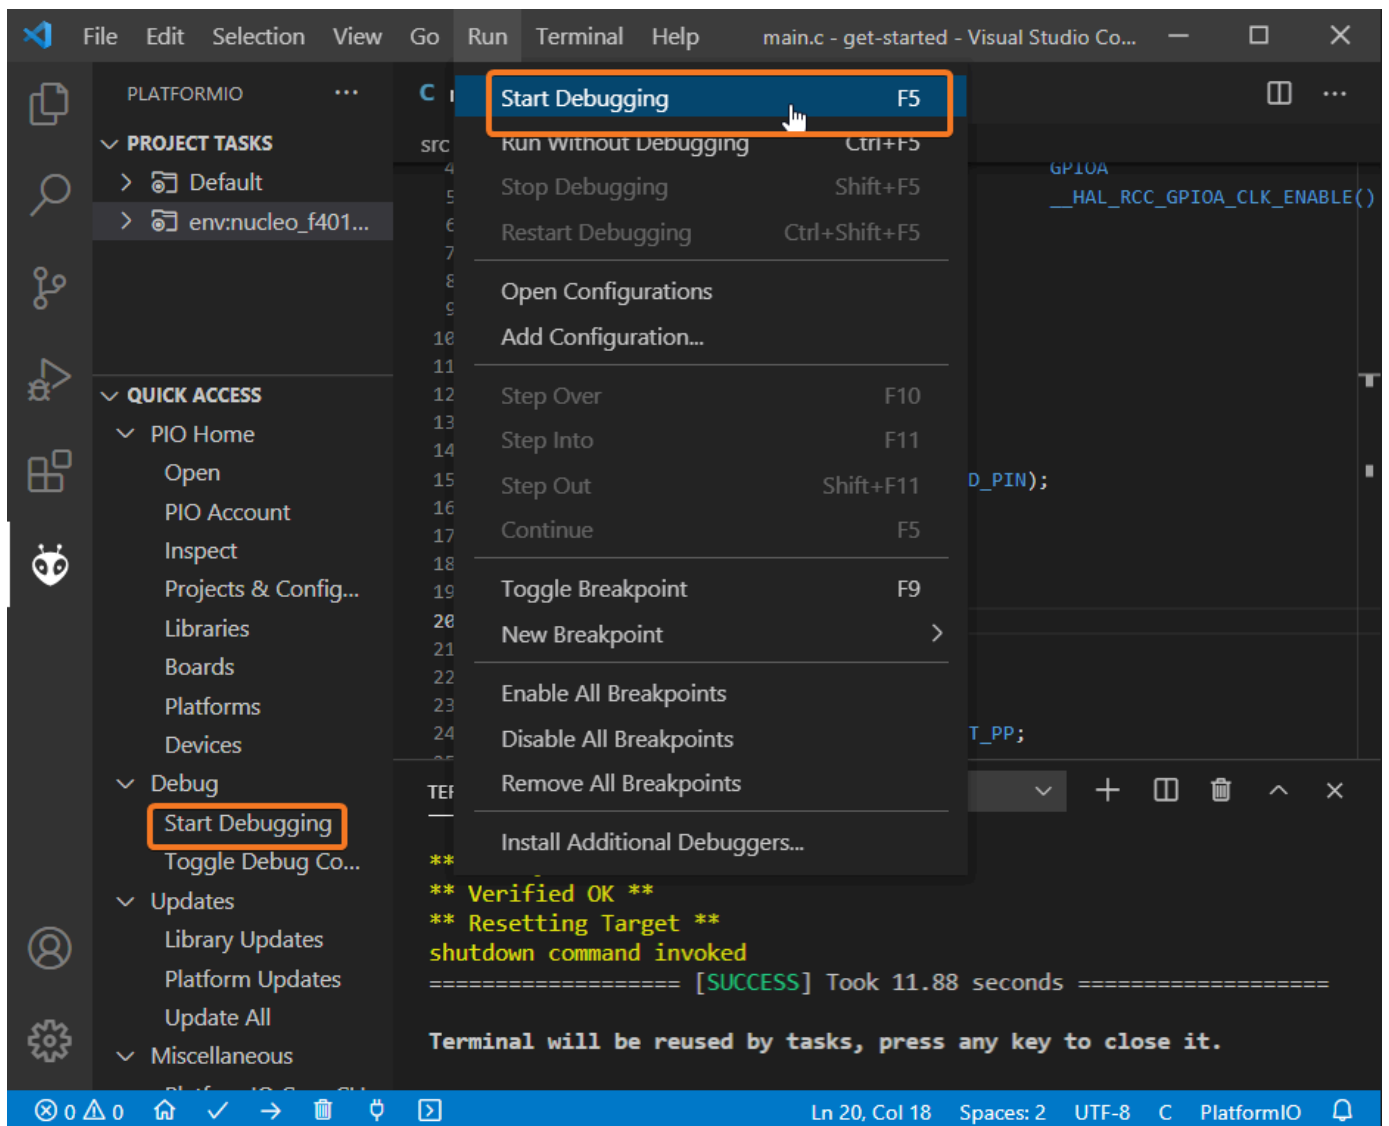 File Edit Selection View Go Run Terminal Help main.c - get-started - Visual Studio Co...
PLATFORMIO
PROJECT TASKS
Default
env:nucleo_f401...
QUICK ACCESS
PIO Home
Open
PIO Account
Inspect
Projects & Config...
Libraries
Boards
Platforms
Devices
Debug
Start Debugging
Toggle Debug Co...
Updates
Library Updates
Platform Updates
Update All
Miscellaneous
C
src
Start Debugging F5
Run Without Debugging Ctrl+F5
Stop Debugging Shift+F5
Restart Debugging Ctrl+Shift+F5
Open Configurations
Add Configuration...
Step Over F10
Step Into F11
Step Out Shift+F11
Continue F5
Toggle Breakpoint F9
New Breakpoint
Enable All Breakpoints
Disable All Breakpoints
Remove All Breakpoints
Install Additional Debuggers...
4 GPIOA
5 __HAL_RCC_GPIOA_CLK_ENABLE()
6
7
8
9
10
11
12
13
14
15 D_PIN);
16
17
18
19
20
21
22
23
24 T_PP;
**
** Verified OK **
** Resetting Target **
shutdown command invoked
=================== [SUCCESS] Took 11.88 seconds ===================
Terminal will be reused by tasks, press any key to close it.
0 0 Ln 20, Col 18 Spaces: 2 UTF-8 C PlatformIO